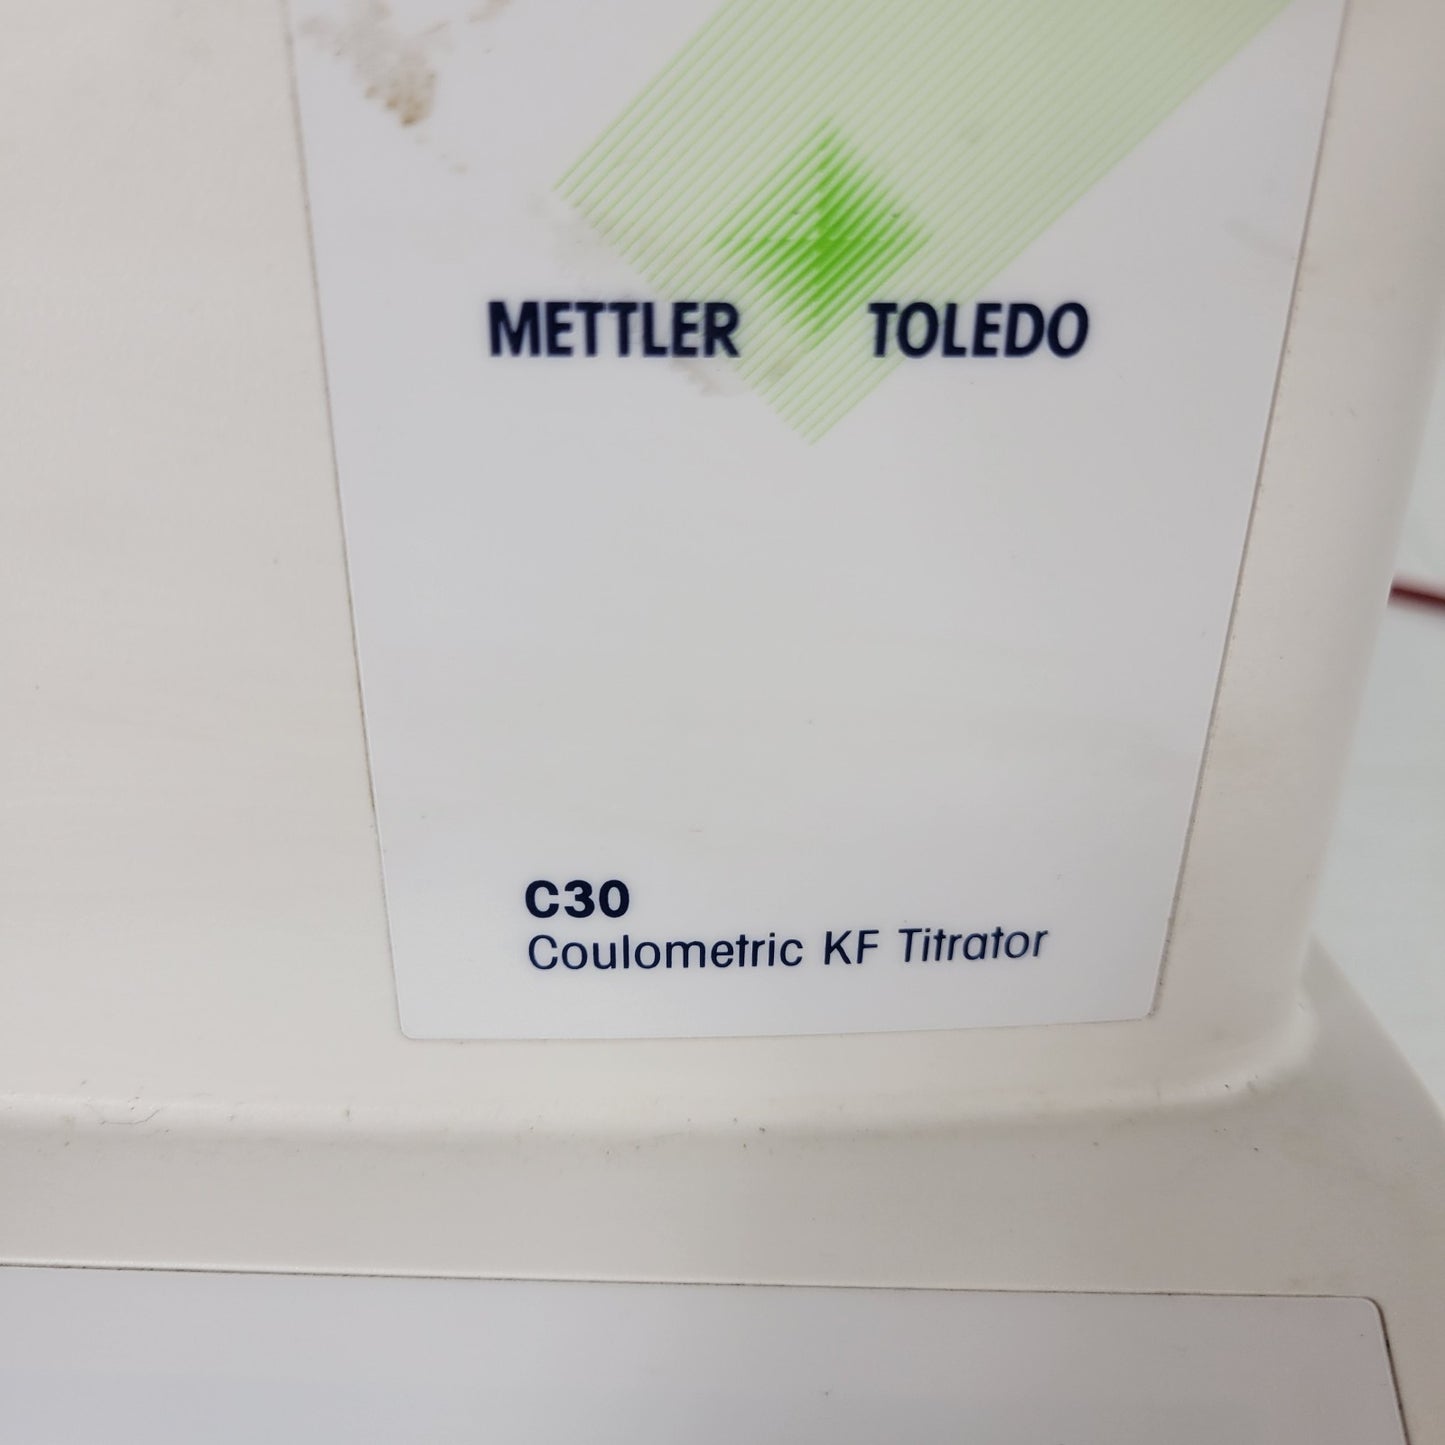 METTLER TOLEDO
C30
Coulometric KF Titrator